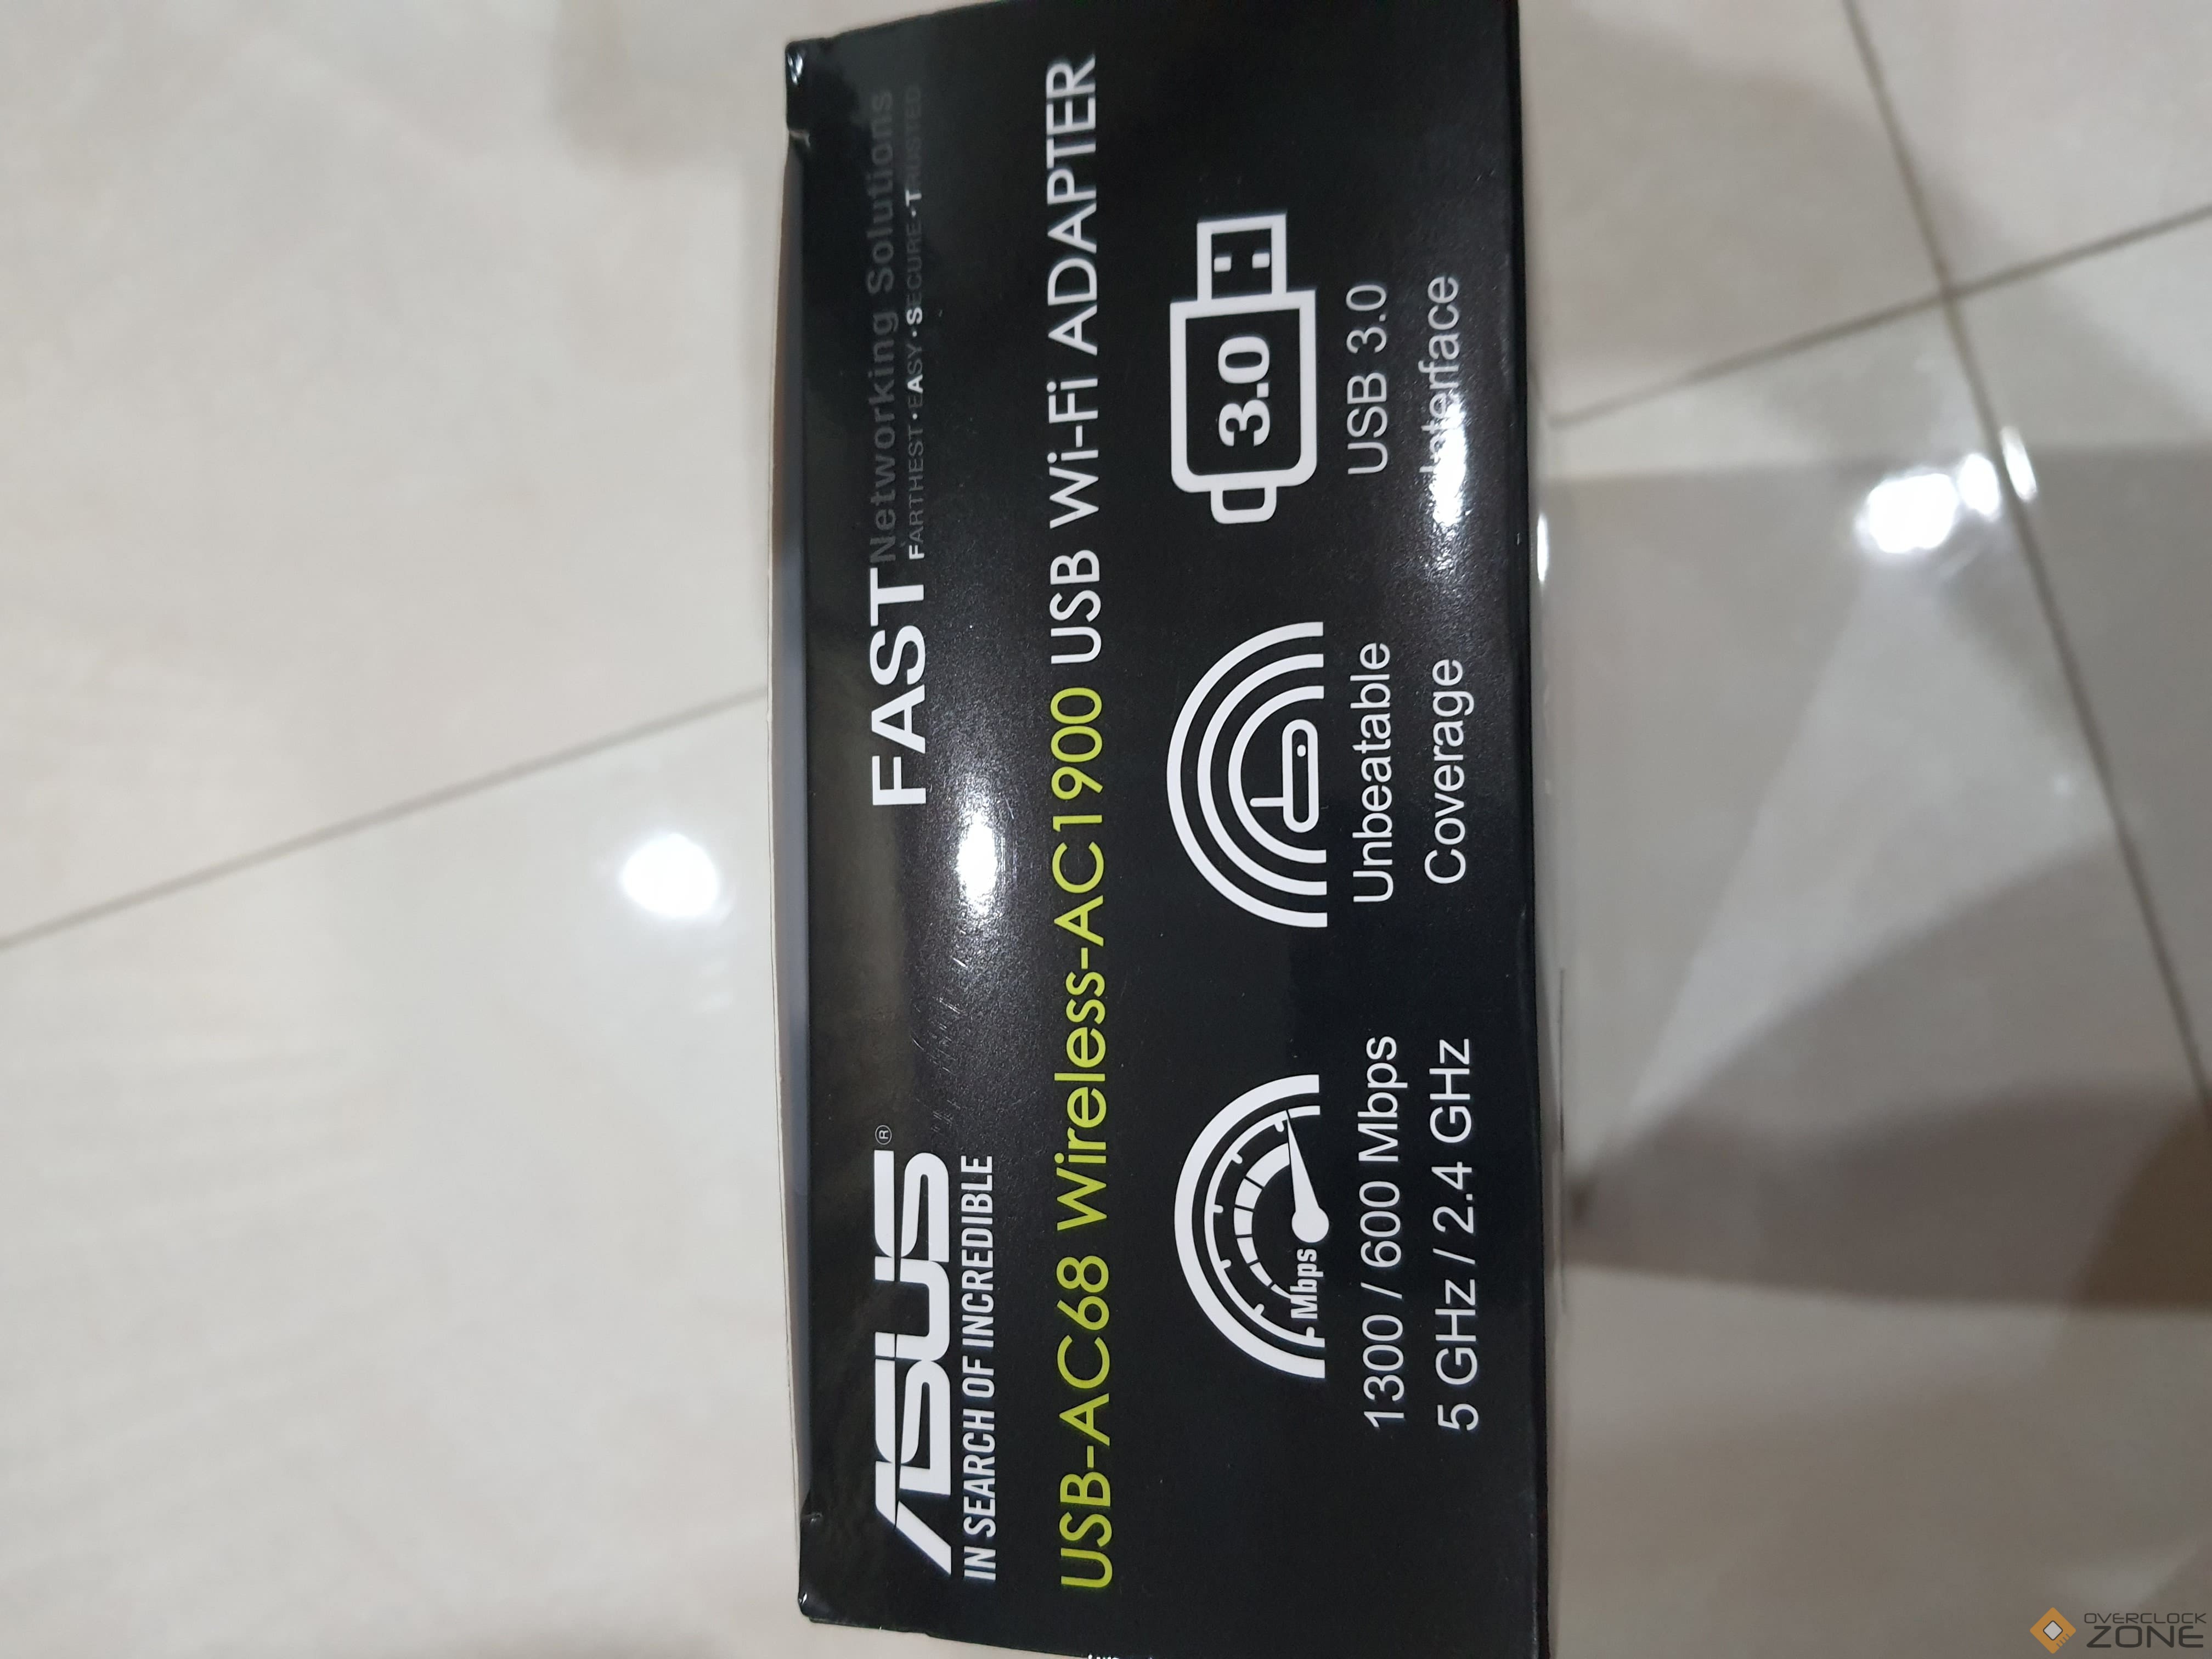 ASUS®
IN SEARCH OF INCREDIBLE
FAST Networking Solutions
FARTHEST·EASY·SECURE·TRUSTED
USB-AC68 Wireless-AC1900 USB Wi-Fi ADAPTER
Mbps
1300 / 600 Mbps
5 GHz / 2.4 GHz
Unbeatable
Coverage
3.0
USB 3.0
Interface
OVERCLOCK
ZONE